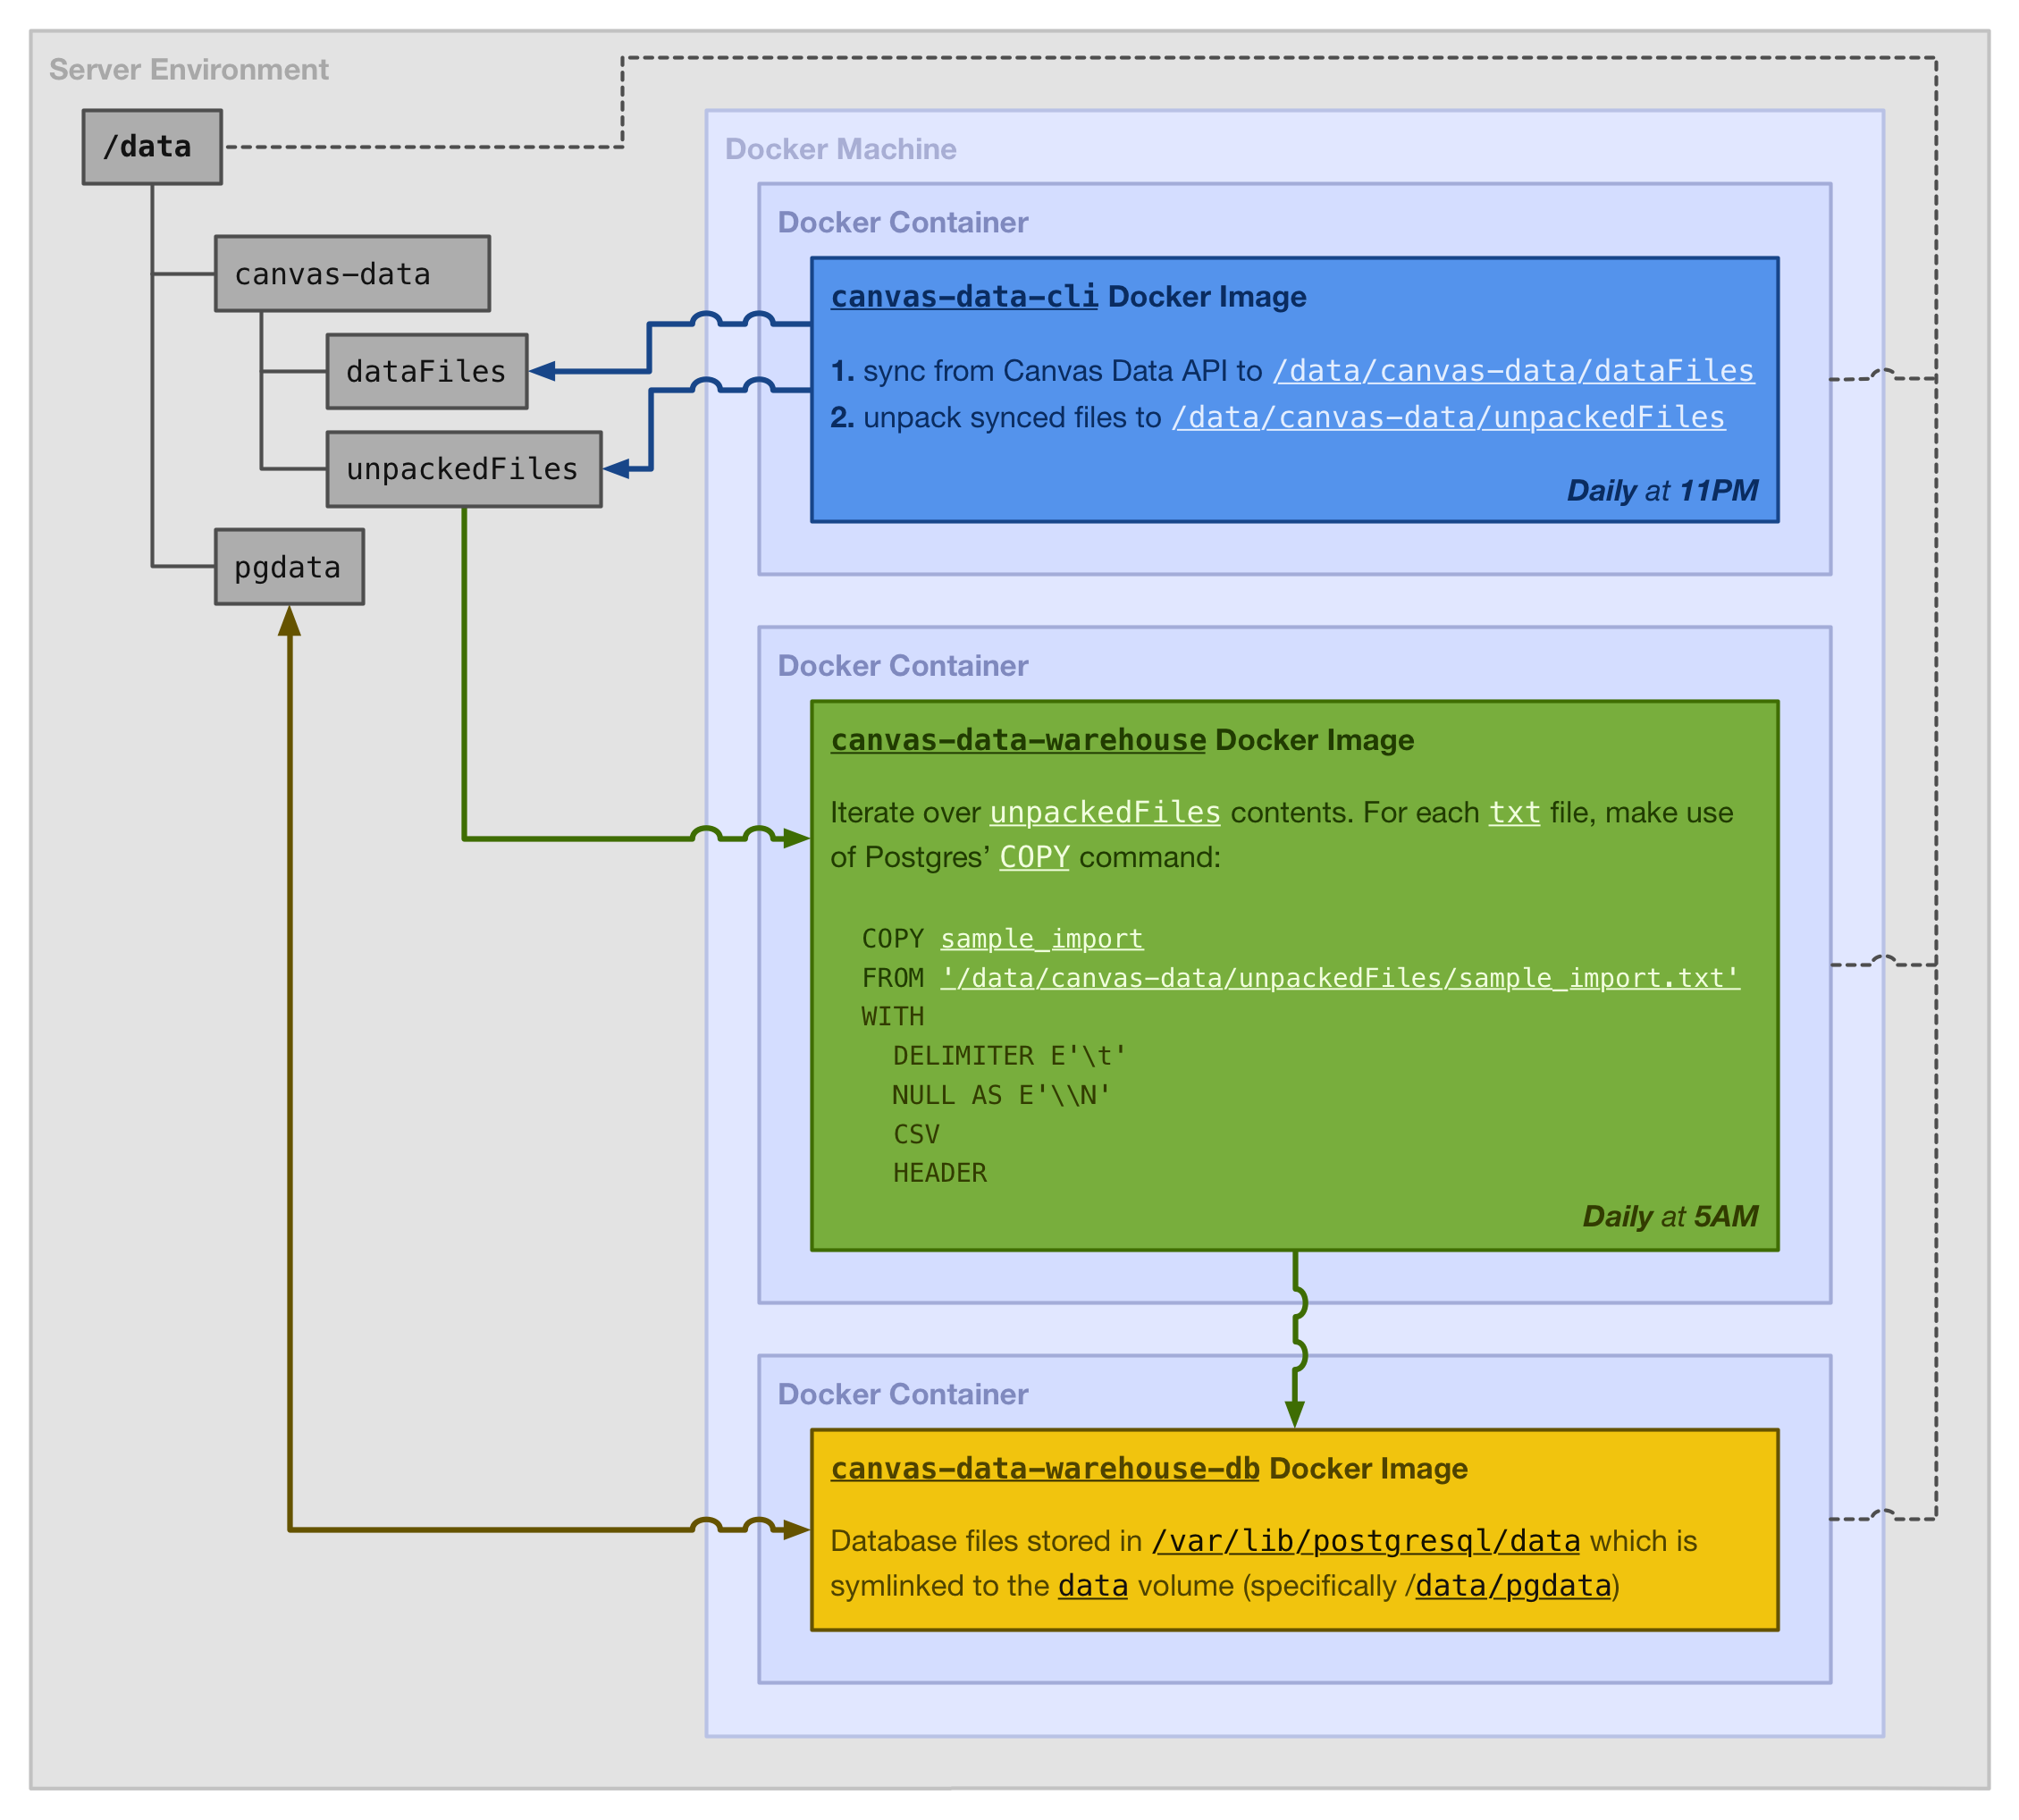 Server Environment
/data
canvas-data
dataFiles
unpackedFiles
pgdata
Docker Machine
Docker Container
canvas-data-cli Docker Image
1. sync from Canvas Data API to /data/canvas-data/dataFiles
2. unpack synced files to /data/canvas-data/unpackedFiles
Daily at 11PM
Docker Container
canvas-data-warehouse Docker Image
Iterate over unpackedFiles contents. For each txt file, make use
of Postgres’ COPY command:
COPY sample_import
FROM '/data/canvas-data/unpackedFiles/sample_import.txt'
WITH
DELIMITER E'\t'
NULL AS E'\\N'
CSV
HEADER
Daily at 5AM
Docker Container
canvas-data-warehouse-db Docker Image
Database files stored in /var/lib/postgresql/data which is
symlinked to the data volume (specifically /data/pgdata)